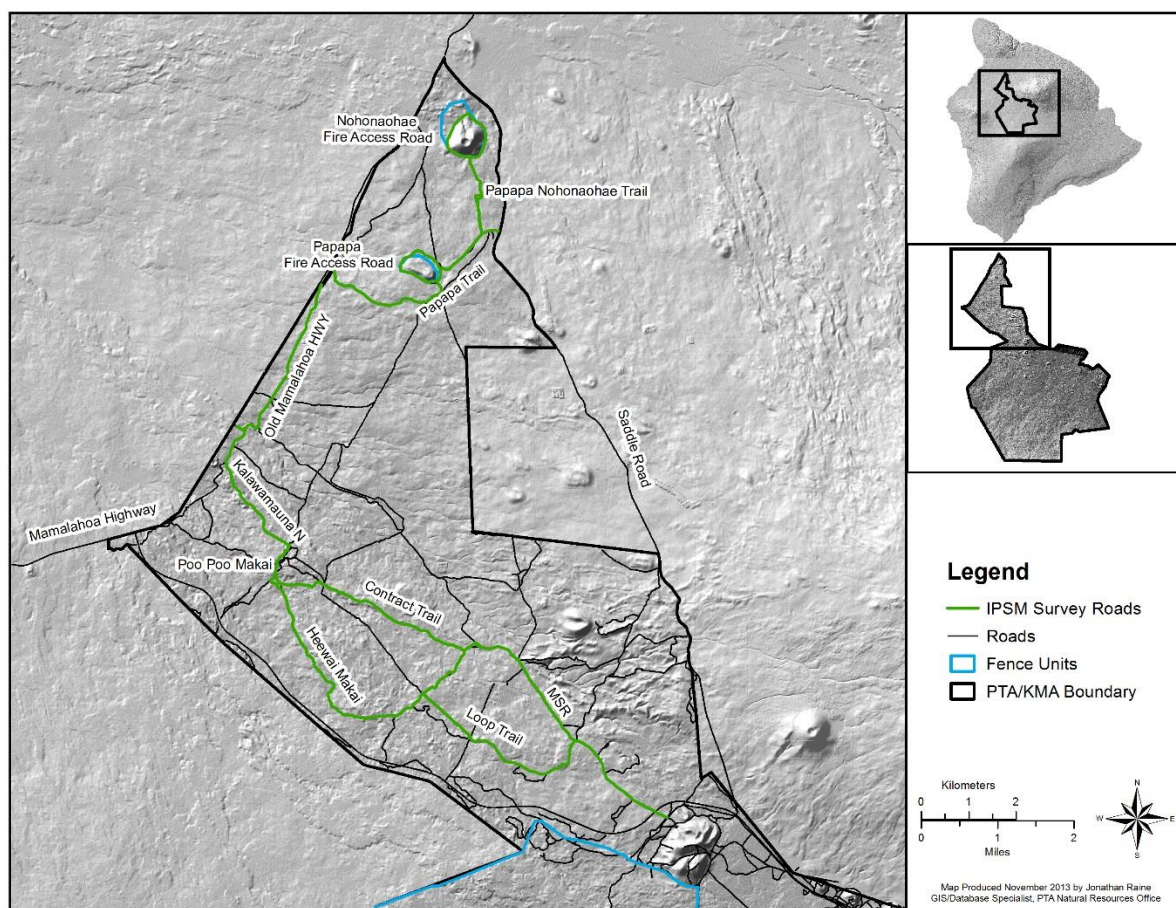 Nohonaohae
Fire Access Road
Papapa Nohonaohae Trail
Papapa
Fire Access Road
Papapa Trail
Old Mamalahoa HWY
Saddle Road
Kalawamauna N
Mamalahoa Highway
Poo Poo Makai
Contract Trail
Heewai Makai
MSR
Loop Trail
Legend
IPSM Survey Roads
Roads
Fence Units
PTA/KMA Boundary
Kilometers
0 1 2
0 1 2
Miles
N
W E
S
Map Produced November 2013 by Jonathan Raine
GIS/Database Specialist, PTA Natural Resources Office